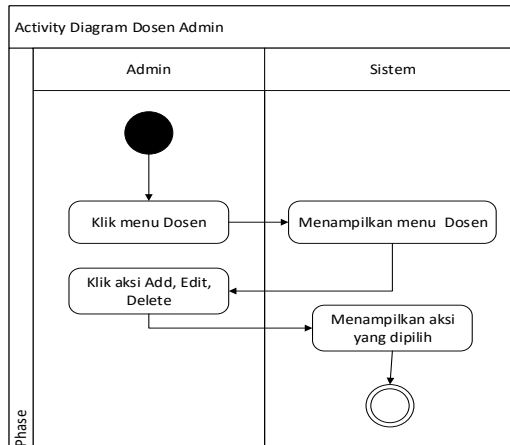 Activity Diagram Dosen Admin
Admin
Sistem
Klik menu Dosen
Menampilkan menu Dosen
Klik aksi Add, Edit,
Delete
Menampilkan aksi
yang dipilih
Phase